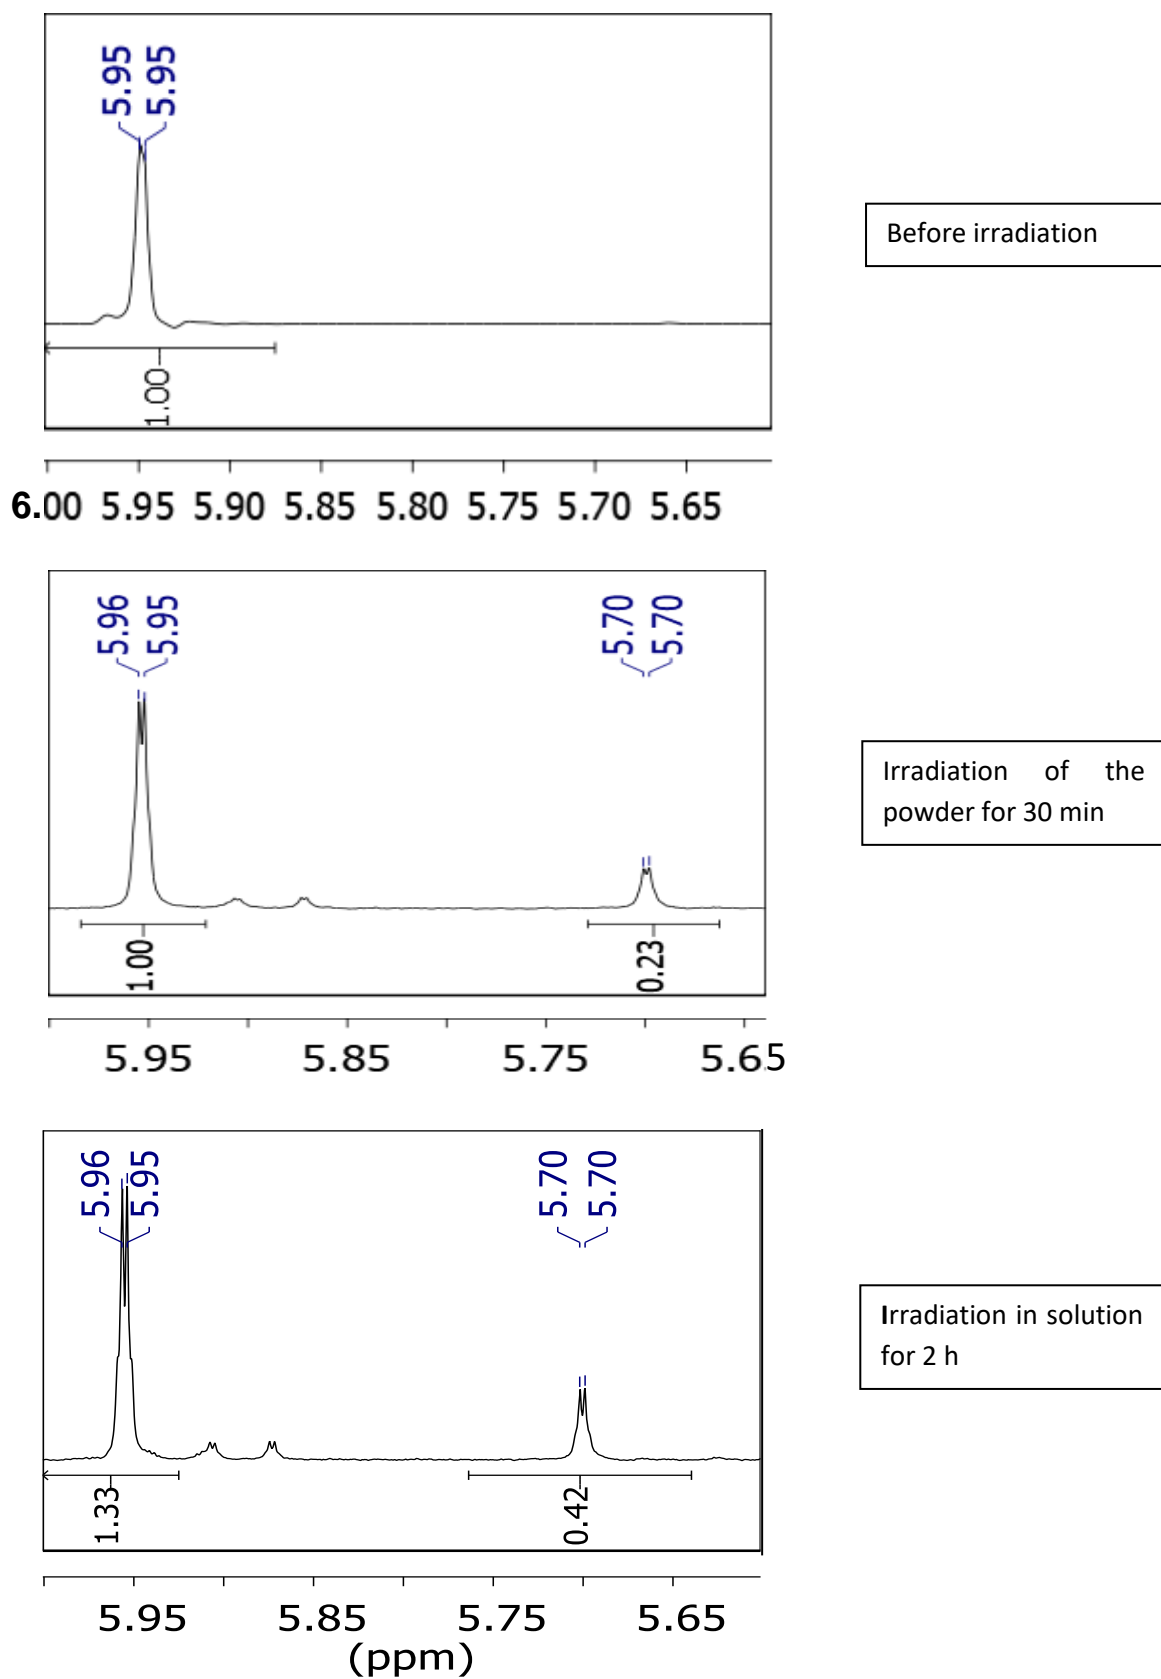 5.95
5.95
Before irradiation
1.00
6.00 5.95 5.90 5.85 5.80 5.75 5.70 5.65
5.96
5.95
5.70
5.70
Irradiation of the
powder for 30 min
1.00
0.23
5.95 5.85 5.75 5.65
5.96
5.95
5.70
5.70
Irradiation in solution
for 2 h
1.33
0.42
5.95 5.85 5.75 5.65
(ppm)